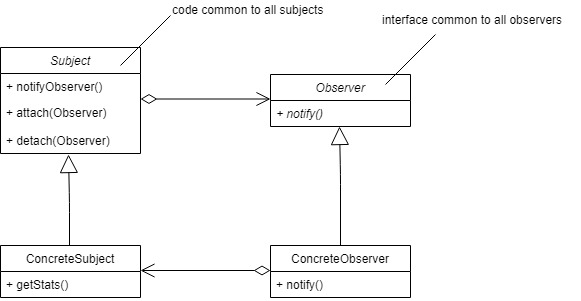 code common to all subjects
interface common to all observers
Subject
+ notifyObserver()
+ attach(Observer)
+ detach(Observer)
Observer
+ notify()
ConcreteSubject
+ getStats()
ConcreteObserver
+ notify()